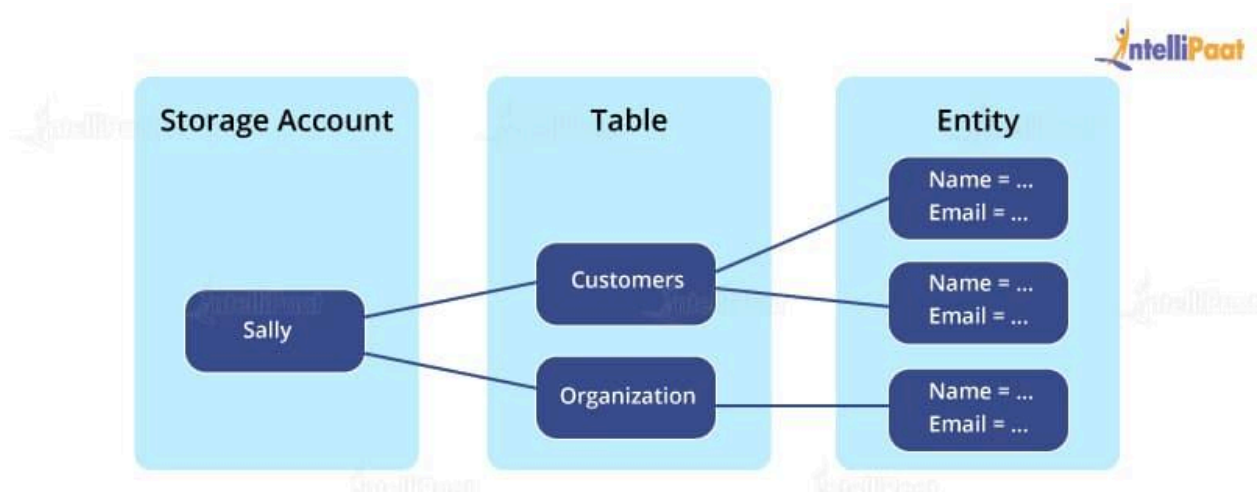 IntelliPaat
Storage Account
Table
Entity
Name = ...
Email = ...
Customers
Name = ...
Email = ...
Sally
Organization
Name = ...
Email = ...